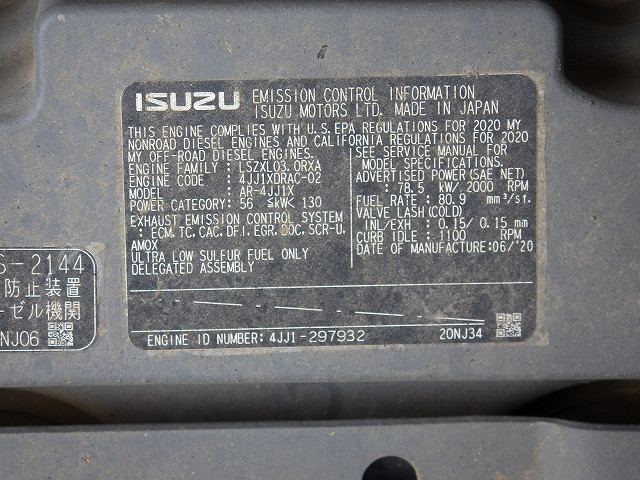 ISUZU EMISSION CONTROL INFORMATION
ISUZU MOTORS LTD. MADE IN JAPAN
THIS ENGINE COMPLIES WITH U.S. EPA REGULATIONS FOR 2020 MY
NONROAD DIESEL ENGINES AND CALIFORNIA REGULATIONS FOR 2020
MY OFF-ROAD DIESEL ENGINES.
ENGINE FAMILY : LSZXL03.0RXA
ENGINE CODE : 4JJ1XDRAC-02
MODEL : AR-4JJ1X
POWER CATEGORY: 56 ≤kW< 130
EXHAUST EMISSION CONTROL SYSTEM
: ECM, TC, CAC, DFI, EGR, DOC, SCR-U,
AMOX
ULTRA LOW SULFUR FUEL ONLY
DELEGATED ASSEMBLY
SEE SERVICE MANUAL FOR
MODEL SPECIFICATIONS.
ADVERTISED POWER(SAE NET)
: 78.5 kW/ 2000 RPM
FUEL RATE : 80.9 mm³/st.
VALVE LASH(COLD)
INL/EXH : 0.15/ 0.15 mm
CURB IDLE : 1100 RPM
DATE OF MANUFACTURE:06/'20
ENGINE ID NUMBER: 4JJ1-297932 20NJ34
S-2144
防止装置
ーゼル機関
NJ06